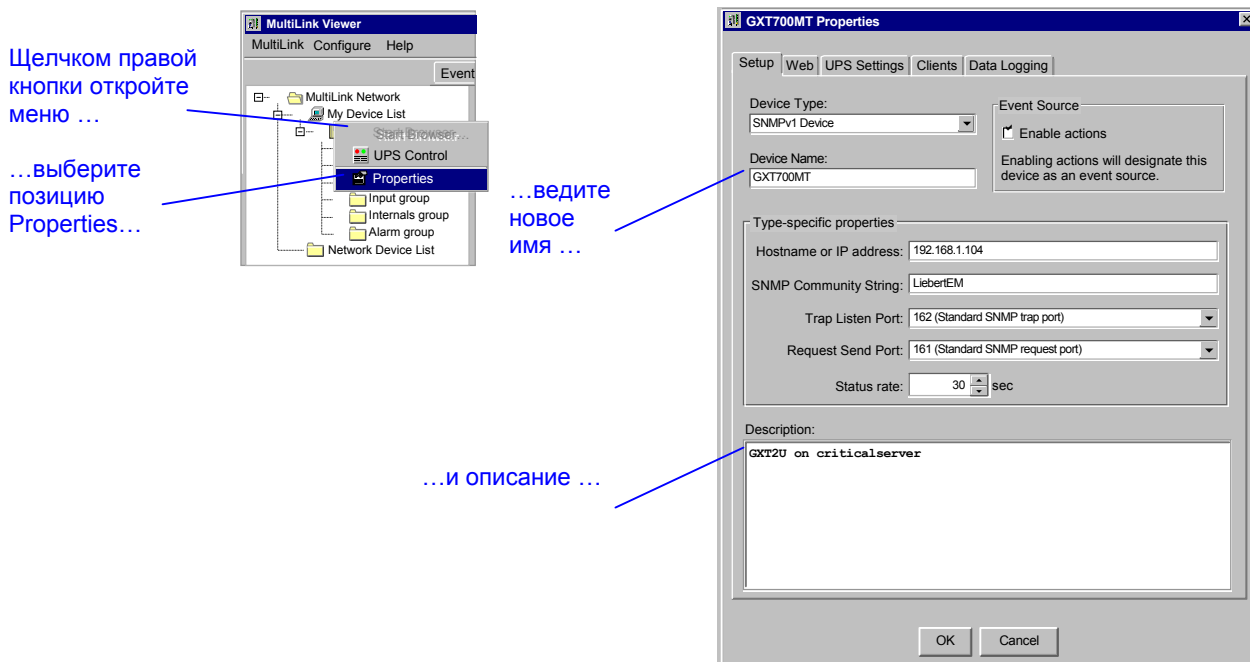 MultiLink Viewer
MultiLink Configure Help
Event
MultiLink Network
My Device List
Start Browser...
UPS Control
Properties
Input group
Internals group
Alarm group
Network Device List
Щелчком правой
кнопки откройте
меню …
…выберите
позицию
Properties…
…ведите
новое
имя …
…и описание …
GXT700MT Properties
Setup Web UPS Settings Clients Data Logging
Device Type:
SNMPv1 Device
Device Name:
GXT700MT
Event Source
Enable actions
Enabling actions will designate this
device as an event source.
Type-specific properties
Hostname or IP address: 192.168.1.104
SNMP Community String: LiebertEM
Trap Listen Port: 162 (Standard SNMP trap port)
Request Send Port: 161 (Standard SNMP request port)
Status rate: 30 sec
Description:
GXT2U on criticalserver
OK Cancel